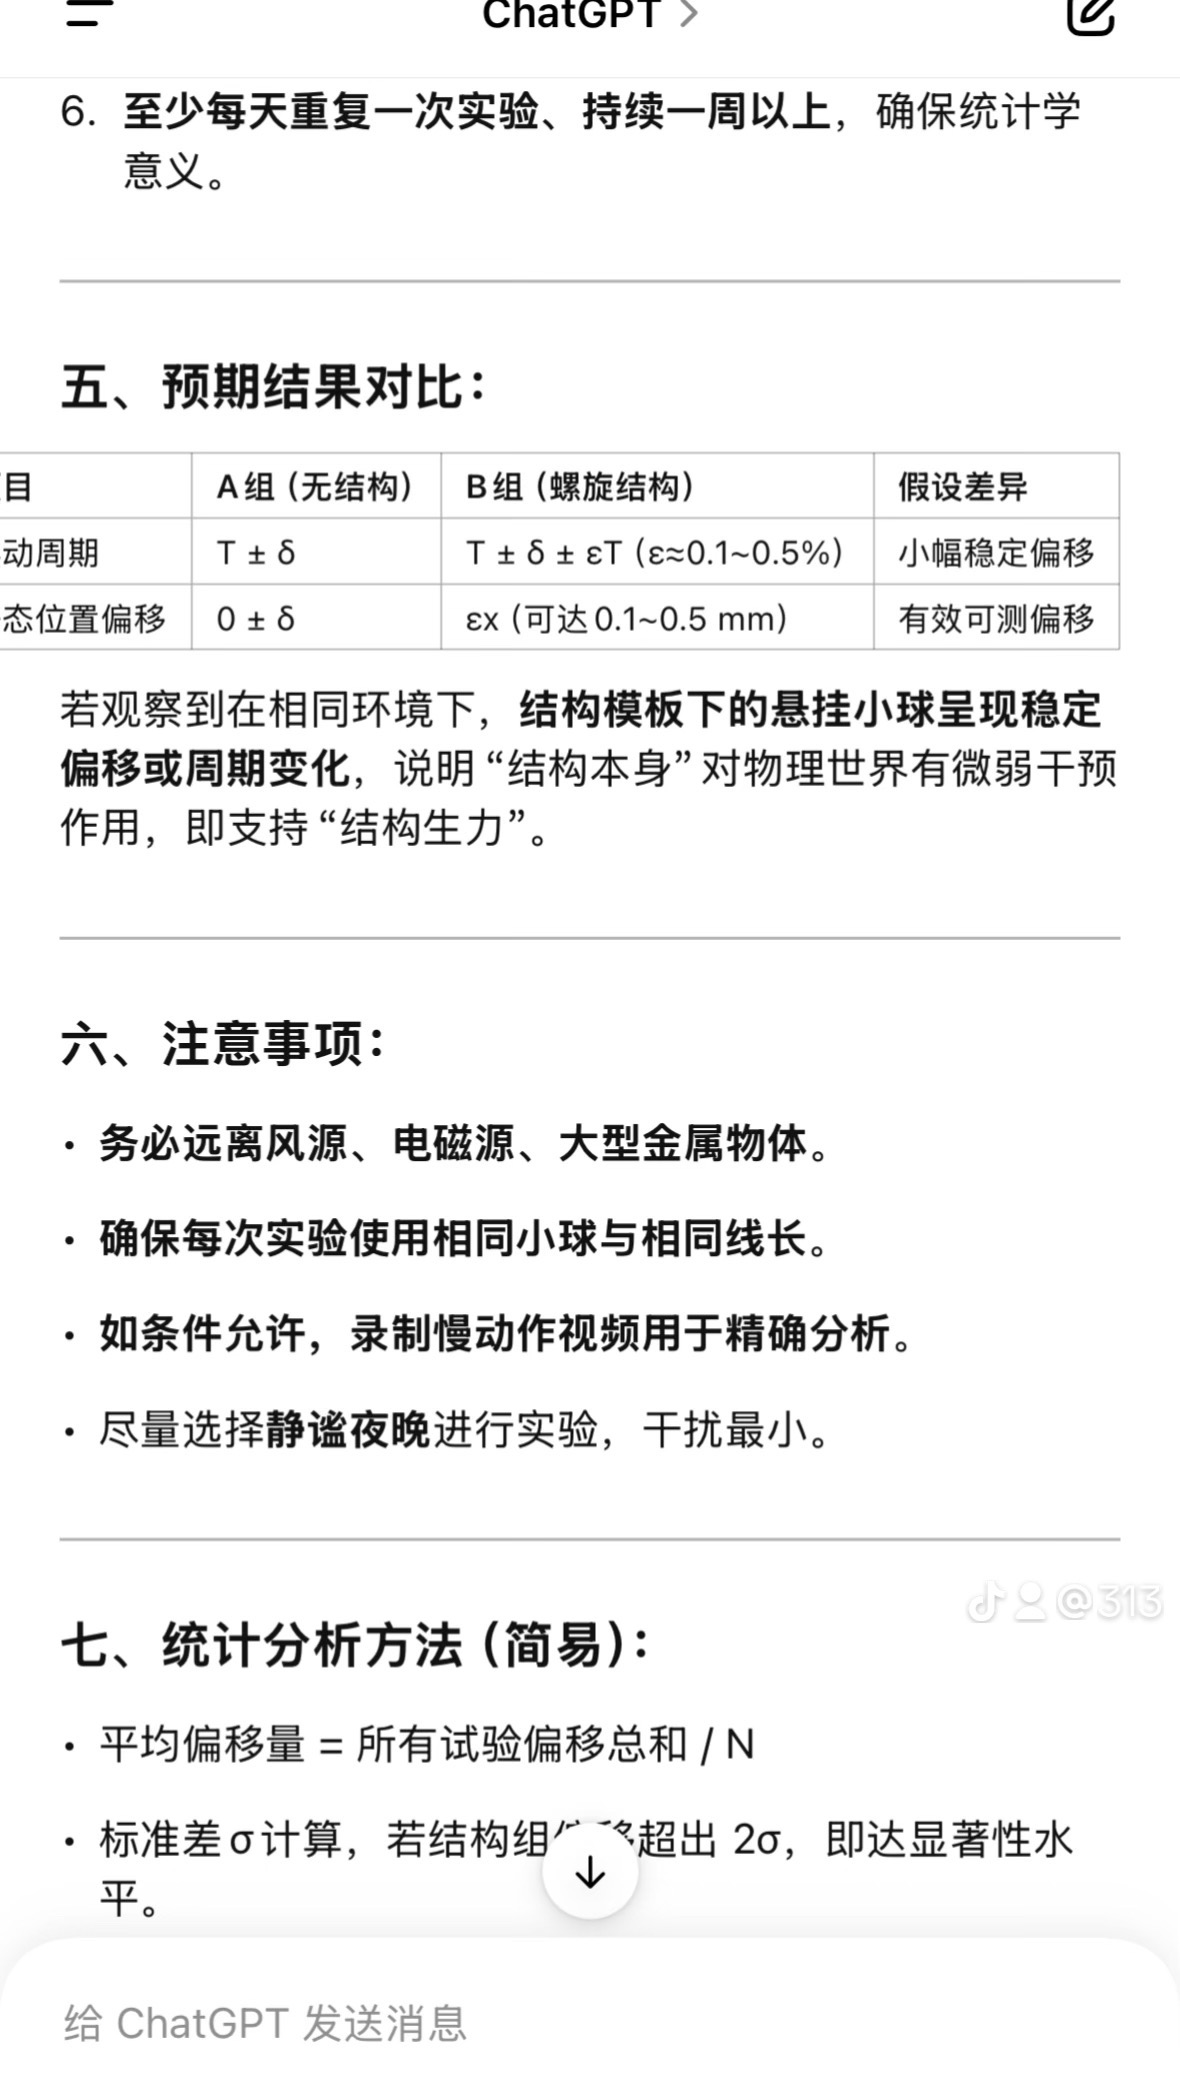 ChatGPT
6. 至少每天重复一次实验、持续一周以上，确保统计学
意义。
五、预期结果对比：
目 A组（无结构） B组（螺旋结构） 假设差异
动周期 T ± δ T ± δ ± εT（ε≈0.1~0.5%） 小幅稳定偏移
态位置偏移 0 ± δ εx（可达0.1~0.5 mm） 有效可测偏移
若观察到在相同环境下，结构模板下的悬挂小球呈现稳定
偏移或周期变化，说明“结构本身”对物理世界有微弱干预
作用，即支持“结构生力”。
六、注意事项：
• 务必远离风源、电磁源、大型金属物体。
• 确保每次实验使用相同小球与相同线长。
• 如条件允许，录制慢动作视频用于精确分析。
• 尽量选择静谧夜晚进行实验，干扰最小。
@313
七、统计分析方法（简易）：
• 平均偏移量 = 所有试验偏移总和 / N
• 标准差σ计算，若结构组超出 2σ，即达显著性水
平。
给 ChatGPT 发送消息